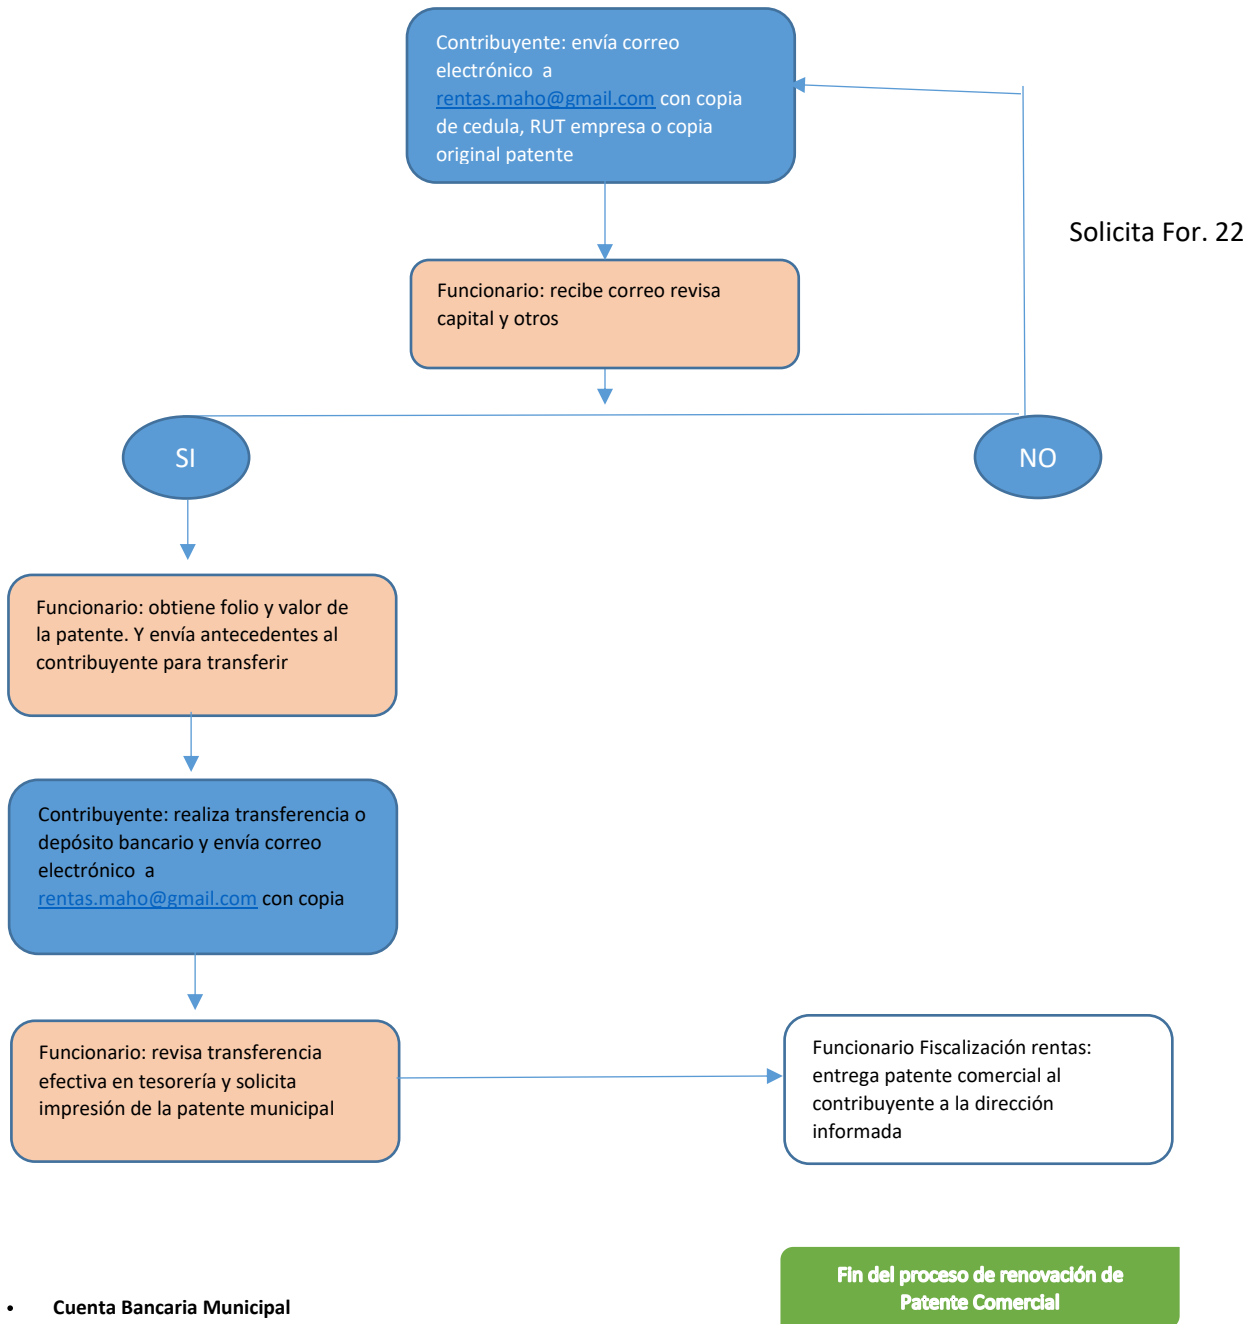 Contribuyente: envía correo
electrónico a
rentas.maho@gmail.com con copia
de cedula, RUT empresa o copia
original patente
Solicita For. 22
Funcionario: recibe correo revisa
capital y otros
SI
NO
Funcionario: obtiene folio y valor de
la patente. Y envía antecedentes al
contribuyente para transferir
Contribuyente: realiza transferencia o
depósito bancario y envía correo
electrónico a
rentas.maho@gmail.com con copia
Funcionario: revisa transferencia
efectiva en tesorería y solicita
impresión de la patente municipal
Funcionario Fiscalización rentas:
entrega patente comercial al
contribuyente a la dirección
informada
Fin del proceso de renovación de
Patente Comercial
• Cuenta Bancaria Municipal